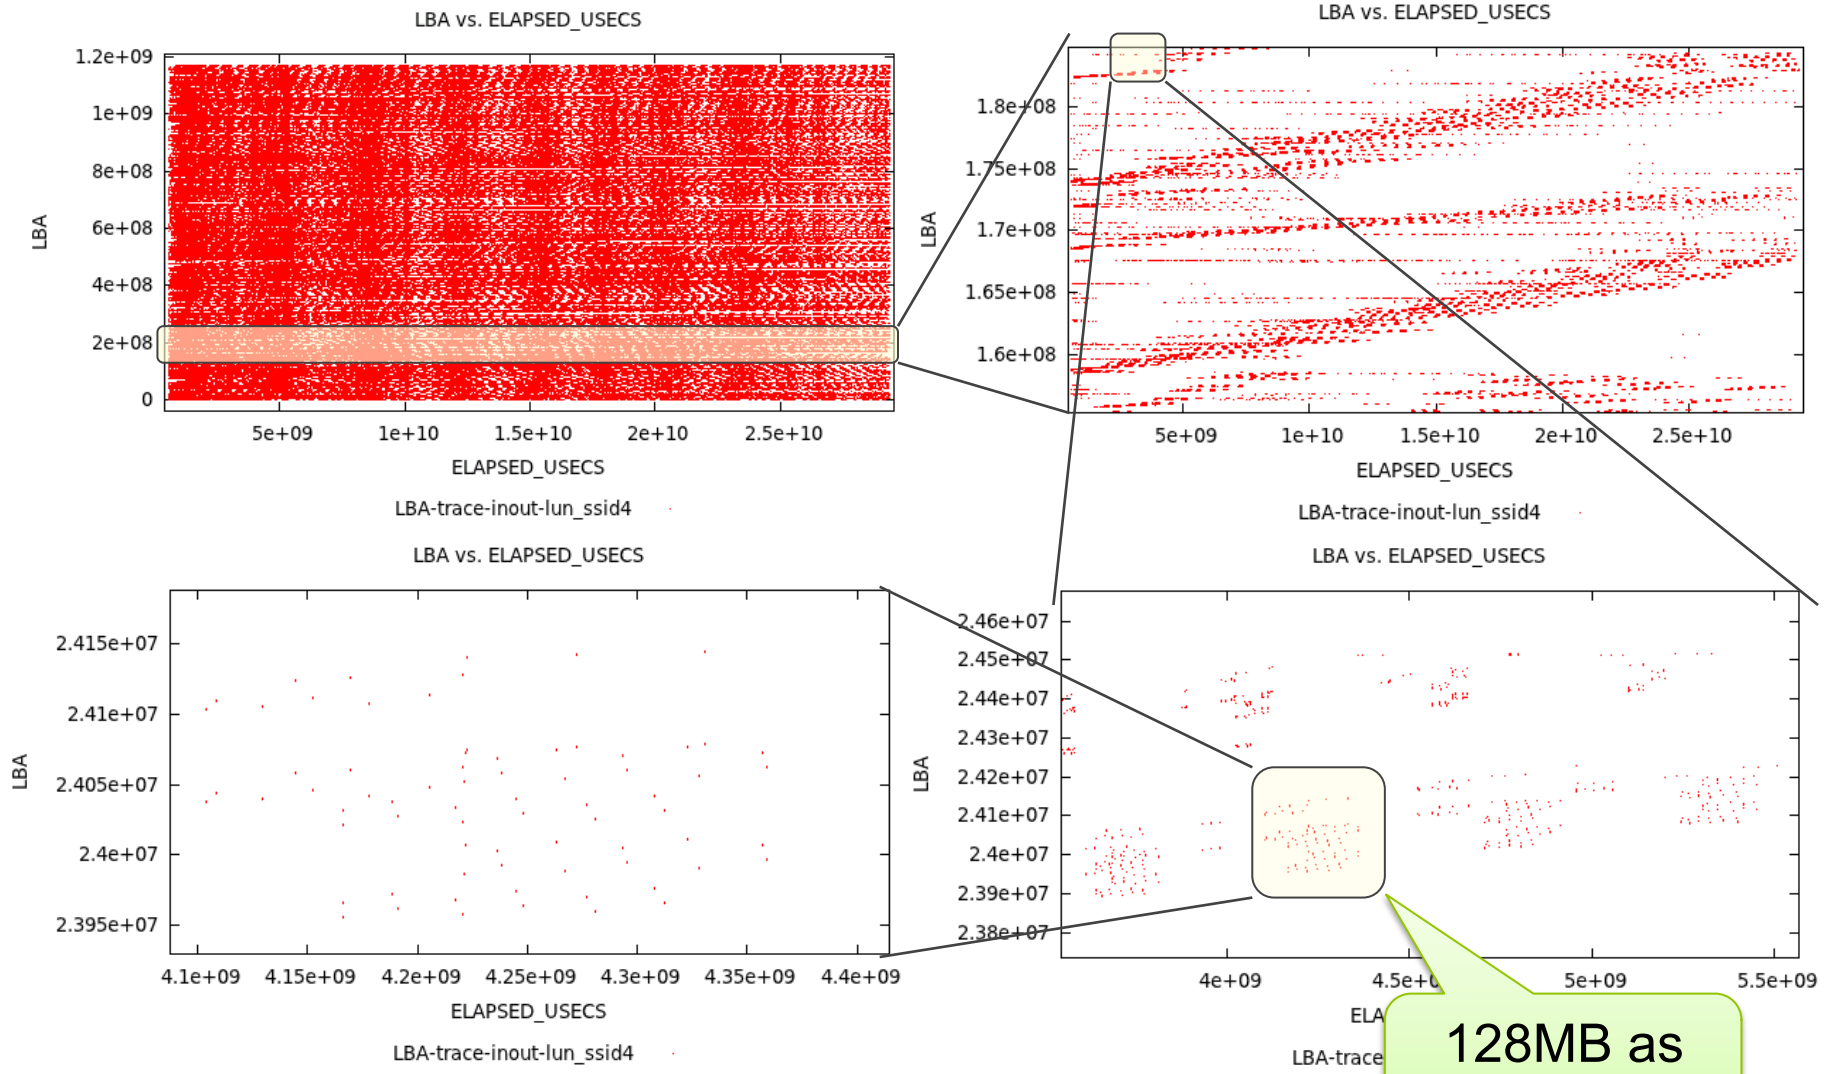 LBA vs. ELAPSED_USECS
1.2e+09
1e+09
8e+08
6e+08
4e+08
2e+08
0
LBA
5e+09 1e+10 1.5e+10 2e+10 2.5e+10
ELAPSED_USECS
LBA-trace-inout-lun_ssid4
LBA vs. ELAPSED_USECS
1.8e+08
1.75e+08
1.7e+08
1.65e+08
1.6e+08
LBA
5e+09 1e+10 1.5e+10 2e+10 2.5e+10
ELAPSED_USECS
LBA-trace-inout-lun_ssid4
LBA vs. ELAPSED_USECS
2.415e+07
2.41e+07
2.405e+07
2.4e+07
2.395e+07
LBA
4.1e+09 4.15e+09 4.2e+09 4.25e+09 4.3e+09 4.35e+09 4.4e+09
ELAPSED_USECS
LBA-trace-inout-lun_ssid4
LBA vs. ELAPSED_USECS
2.46e+07
2.45e+07
2.44e+07
2.43e+07
2.42e+07
2.41e+07
2.4e+07
2.39e+07
2.38e+07
LBA
4e+09 4.5e+0 5e+09 5.5e+09
ELA
LBA-trace
128MB as